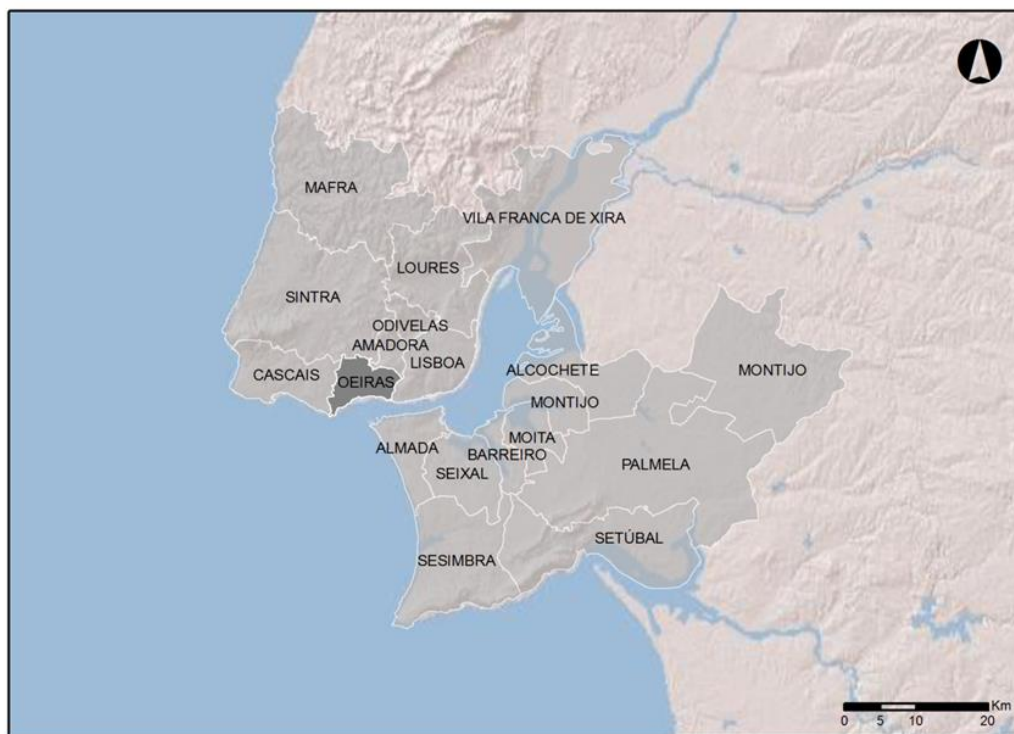 MAFRA
VILA FRANCA DE XIRA
LOURES
SINTRA
ODIVELAS
AMADORA
LISBOA
CASCAIS
OEIRAS
ALCOCHETE
MONTIJO
MONTIJO
MOITA
ALMADA
BARREIRO
SEIXAL
PALMELA
SETÚBAL
SESIMBRA
Km
0 5 10 20